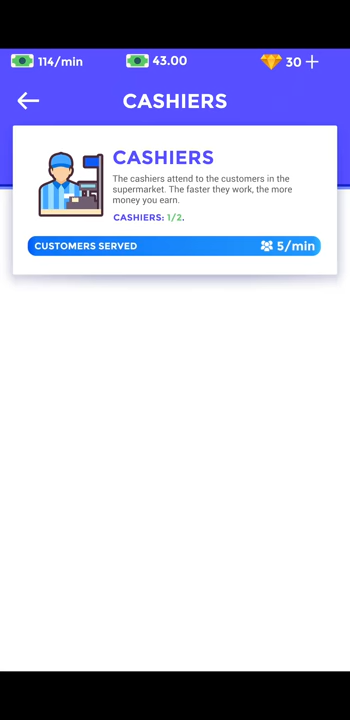 114/min 43.00 30
CASHIERS
CASHIERS
The cashiers attend to the customers in the
supermarket. The faster they work, the more
money you earn.
CASHIERS: 1/2.
CUSTOMERS SERVED 5/min